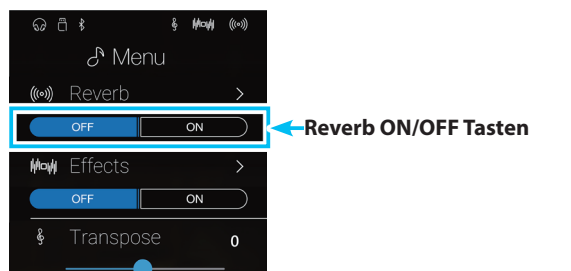 Menu
Reverb
OFF ON
Reverb ON/OFF Tasten
Effects
OFF ON
Transpose 0